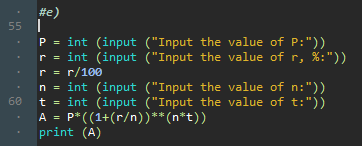 #e)
55
P = int (input ("Input the value of P:"))
r = int (input ("Input the value of r, %:"))
r = r/100
n = int (input ("Input the value of n:"))
60 t = int (input ("Input the value of t:"))
A = P*((1+(r/n))**(n*t))
print (A)